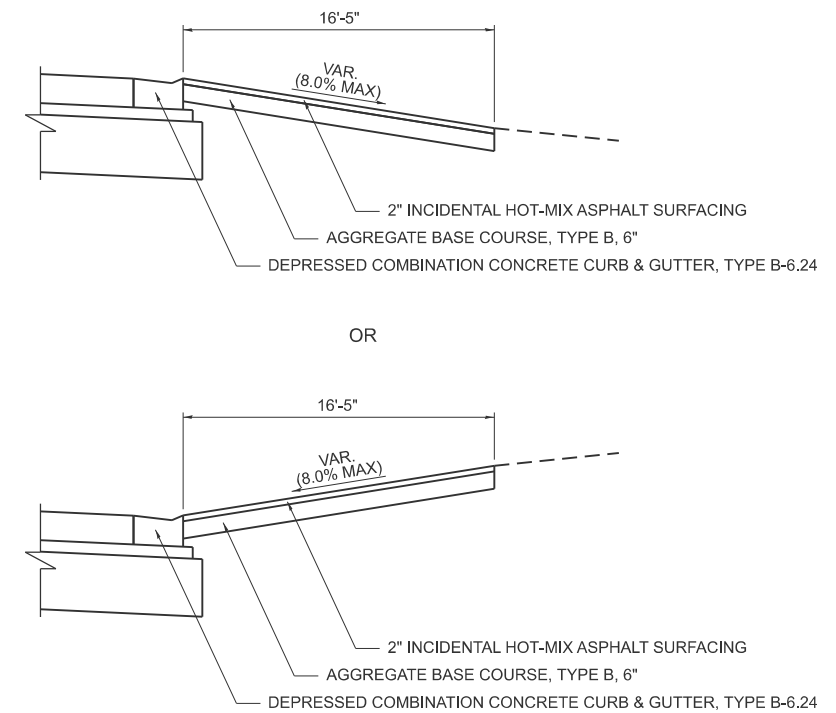 16'-5"
VAR.
(8.0% MAX)
2" INCIDENTAL HOT-MIX ASPHALT SURFACING
AGGREGATE BASE COURSE, TYPE B, 6"
DEPRESSED COMBINATION CONCRETE CURB & GUTTER, TYPE B-6.24
OR
16'-5"
VAR.
(8.0% MAX)
2" INCIDENTAL HOT-MIX ASPHALT SURFACING
AGGREGATE BASE COURSE, TYPE B, 6"
DEPRESSED COMBINATION CONCRETE CURB & GUTTER, TYPE B-6.24